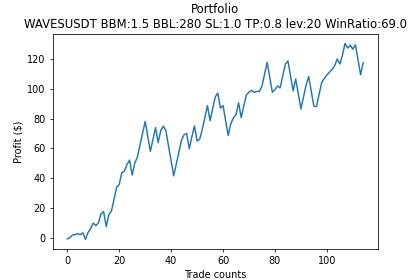 Portfolio
WAVESUSDT BBM:1.5 BBL:280 SL:1.0 TP:0.8 lev:20 WinRatio:69.0
120
100
80
60
40
20
0
Profit ($)
0 20 40 60 80 100
Trade counts